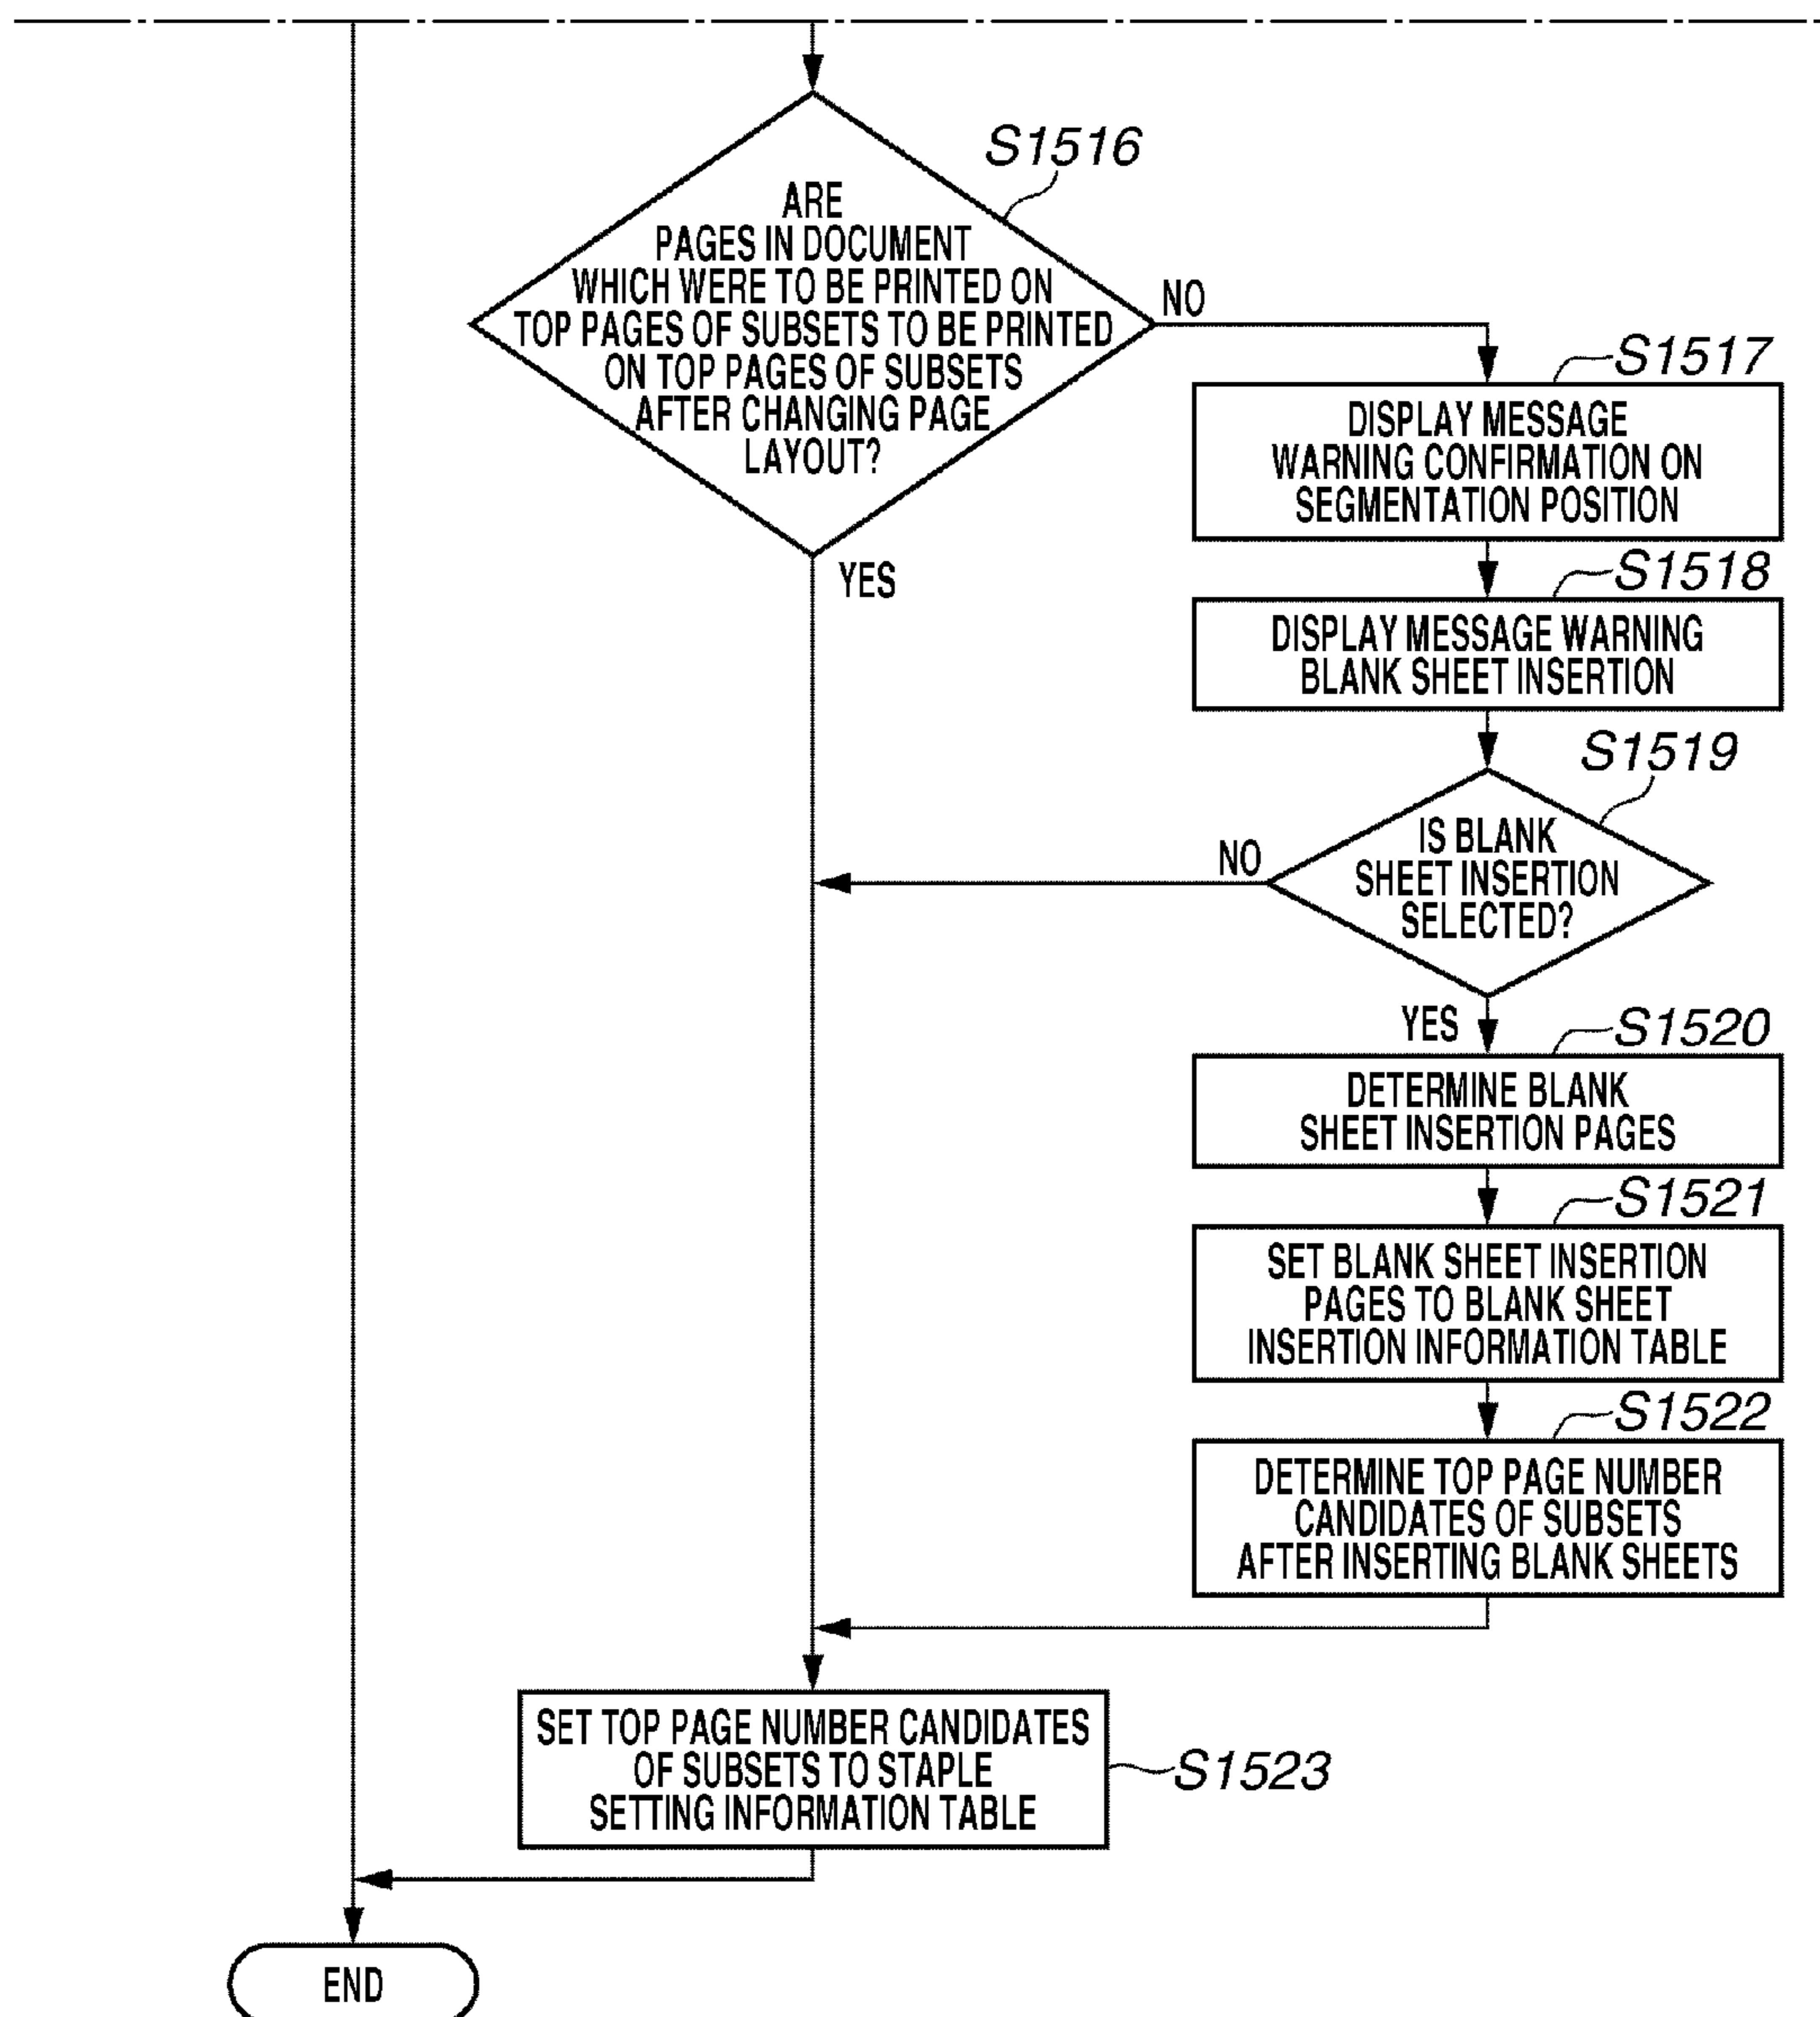 S1516
ARE
PAGES IN DOCUMENT
WHICH WERE TO BE PRINTED ON
TOP PAGES OF SUBSETS TO BE PRINTED
ON TOP PAGES OF SUBSETS
AFTER CHANGING PAGE
LAYOUT?
NO
YES
S1517
DISPLAY MESSAGE
WARNING CONFIRMATION ON
SEGMENTATION POSITION
S1518
DISPLAY MESSAGE WARNING
BLANK SHEET INSERTION
S1519
IS BLANK
SHEET INSERTION
SELECTED?
NO
YES
S1520
DETERMINE BLANK
SHEET INSERTION PAGES
S1521
SET BLANK SHEET INSERTION
PAGES TO BLANK SHEET
INSERTION INFORMATION TABLE
S1522
DETERMINE TOP PAGE NUMBER
CANDIDATES OF SUBSETS
AFTER INSERTING BLANK SHEETS
SET TOP PAGE NUMBER CANDIDATES
OF SUBSETS TO STAPLE
SETTING INFORMATION TABLE
S1523
END